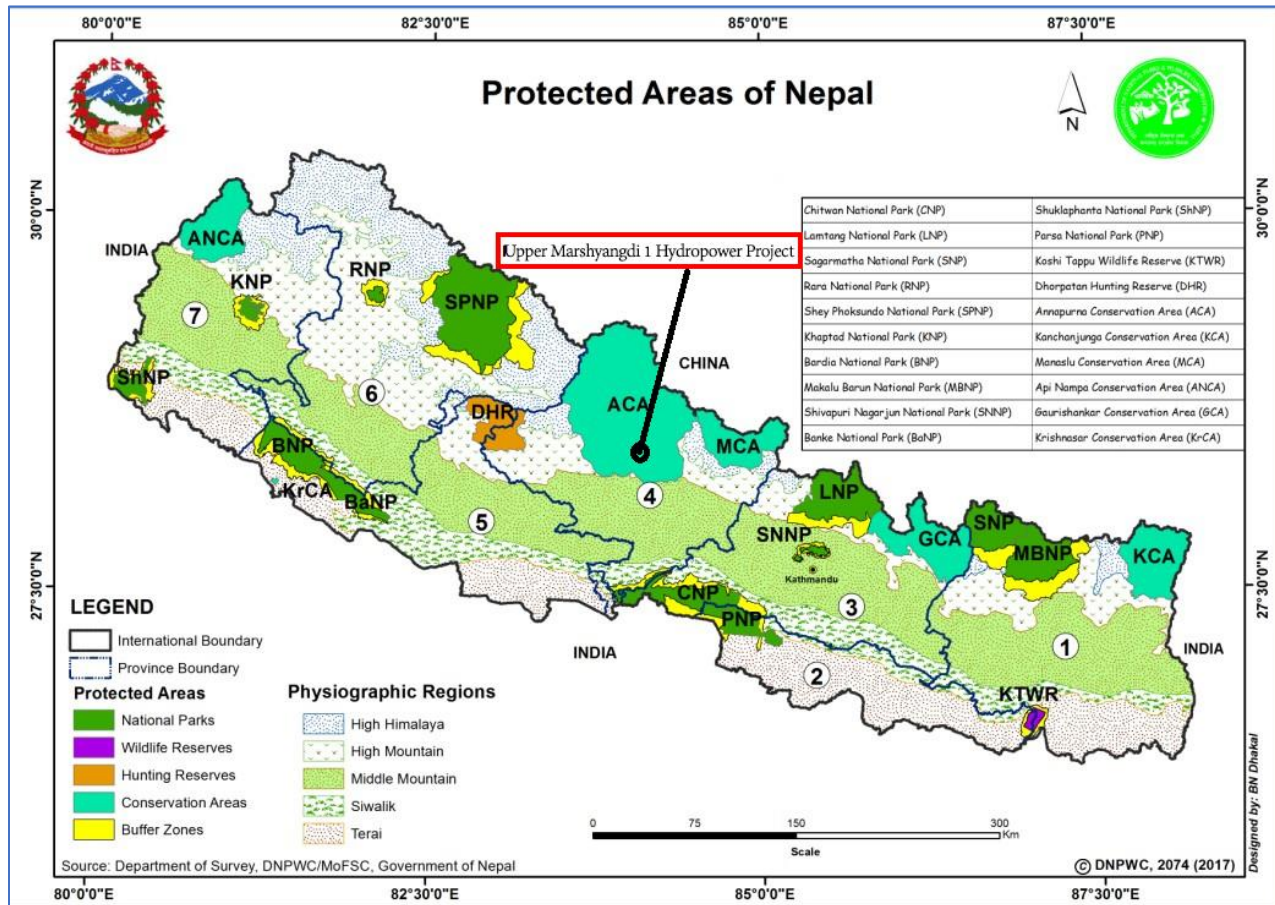 80°0'0"E 82°30'0"E 85°0'0"E 87°30'0"E
Protected Areas of Nepal
N
30°0'0"N
30°0'0"N
Chitwan National Park (CNP) Shuklaphanta National Park (ShNP)
Lamtang National Park (LNP) Parsa National Park (PNP)
Sagarmatha National Park (SNP) Koshi Tappu Wildlife Reserve (KTWR)
Rara National Park (RNP) Dhorpatan Hunting Reserve (DHR)
Shey Phoksundo National Park (SPNP) Annapurna Conservation Area (ACA)
Khaptad National Park (KNP) Kanchanjunga Conservation Area (KCA)
Bardia National Park (BNP) Manaslu Conservation Area (MCA)
Makalu Barun National Park (MBNP) Api Nampa Conservation Area (ANCA)
Shivapuri Nagarjun National Park (SNNP) Gaurishankar Conservation Area (GCA)
Banke National Park (BaNP) Krishnasar Conservation Area (KrCA)
ANCA
INDIA
Upper Marshyangdi 1 Hydropower Project
RNP
KNP
SPNP
7
CHINA
ShNP
6
ACA
DHR
MCA
BNP
KrCA
BaNP
4
LNP
5
SNNP
GCA
SNP
MBNP
KCA
Kathmandu
27°30'0"N
27°30'0"N
CNP
PNP
3
1
INDIA
2
INDIA
KTWR
LEGEND
International Boundary
Province Boundary
Protected Areas
National Parks
Wildlife Reserves
Hunting Reserves
Conservation Areas
Buffer Zones
Physiographic Regions
High Himalaya
High Mountain
Middle Mountain
Siwalik
Terai
0 75 150 300
Km
Scale
Designed by: BN Dhakal
Source: Department of Survey, DNPWC/MoFSC, Government of Nepal
© DNPWC, 2074 (2017)
80°0'0"E 82°30'0"E 85°0'0"E 87°30'0"E